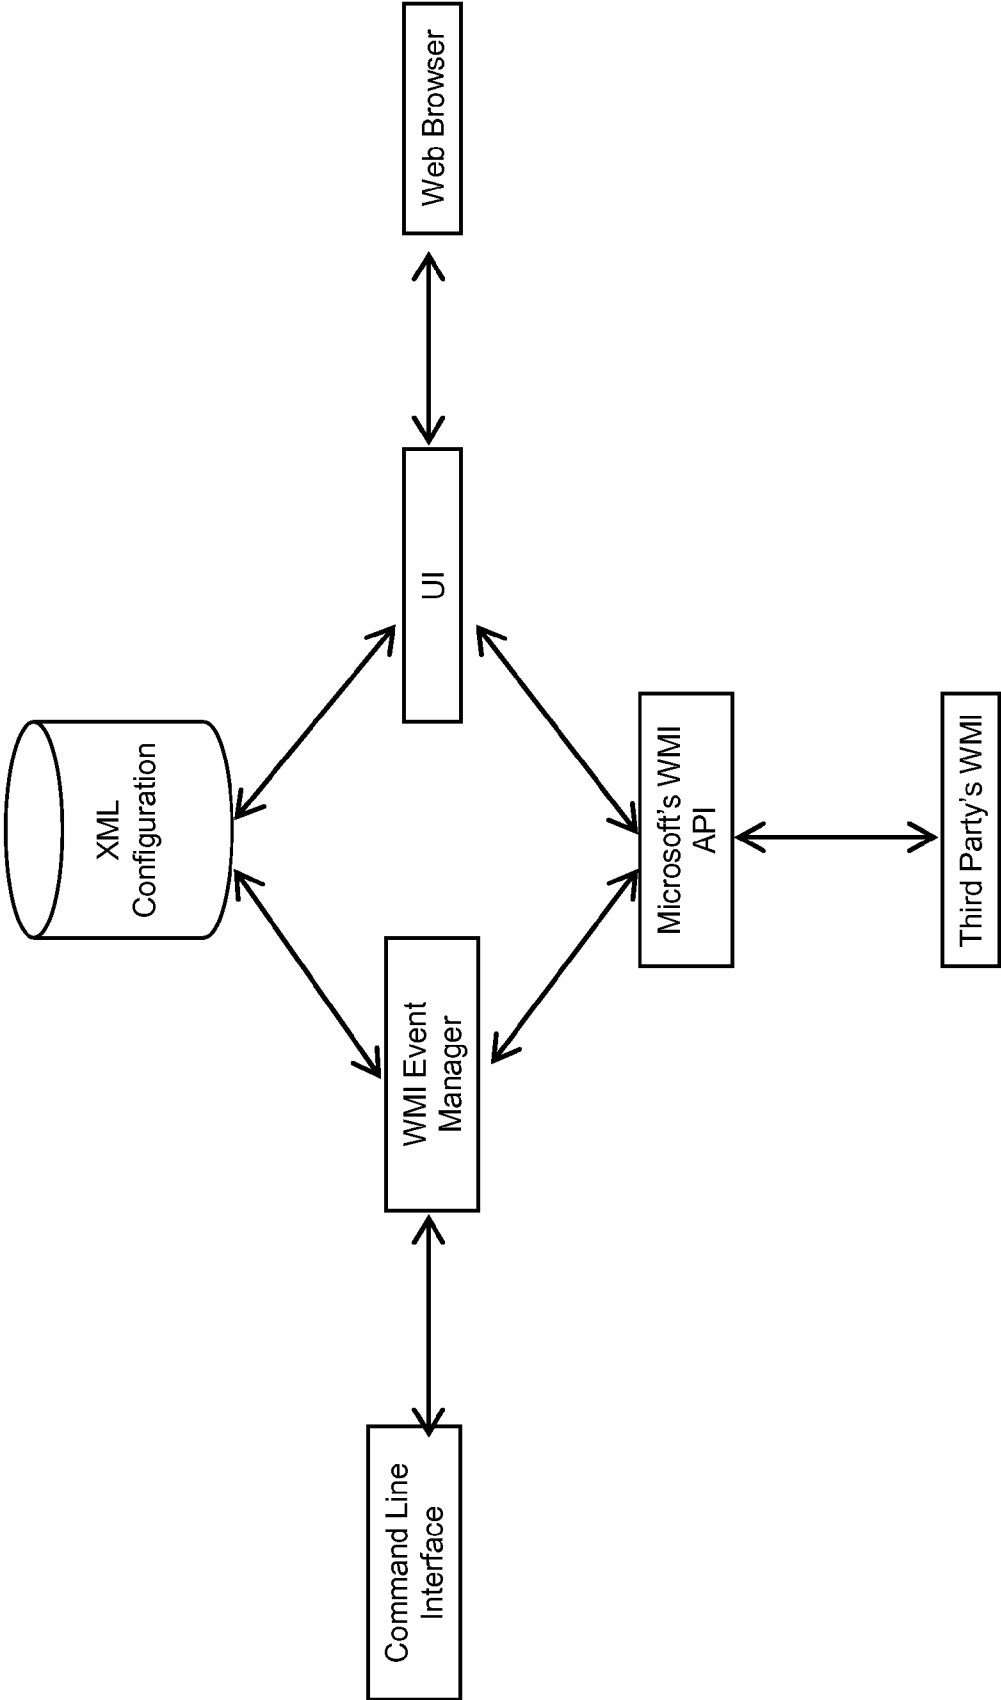 XML
Configuration
Command Line
Interface
WMI Event
Manager
UI
Web Browser
Microsoft's WMI
API
Third Party's WMI